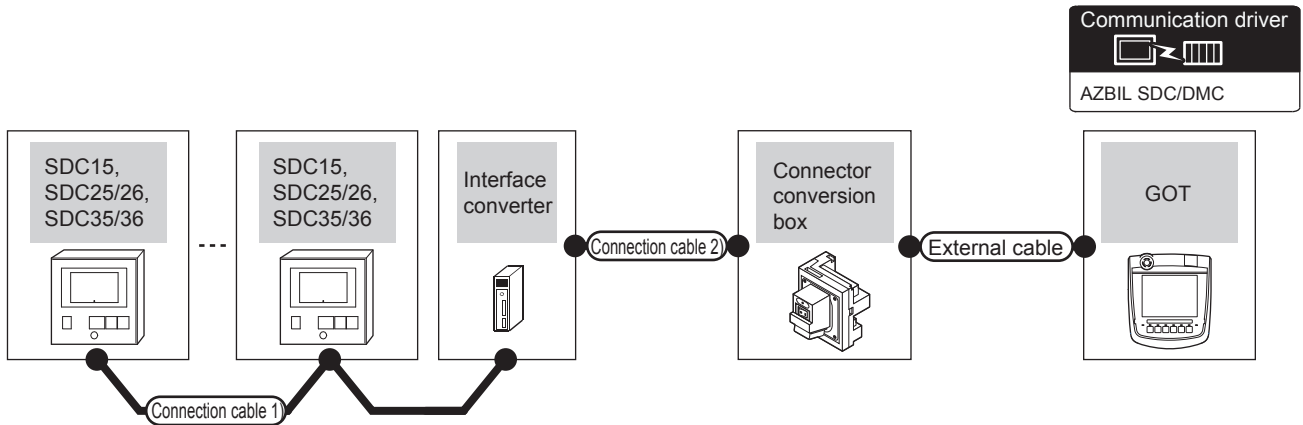 Communication driver
AZBIL SDC/DMC
SDC15,
SDC25/26,
SDC35/36
SDC15,
SDC25/26,
SDC35/36
Interface
converter
Connector
conversion
box
GOT
Connection cable 2)
External cable
Connection cable 1)